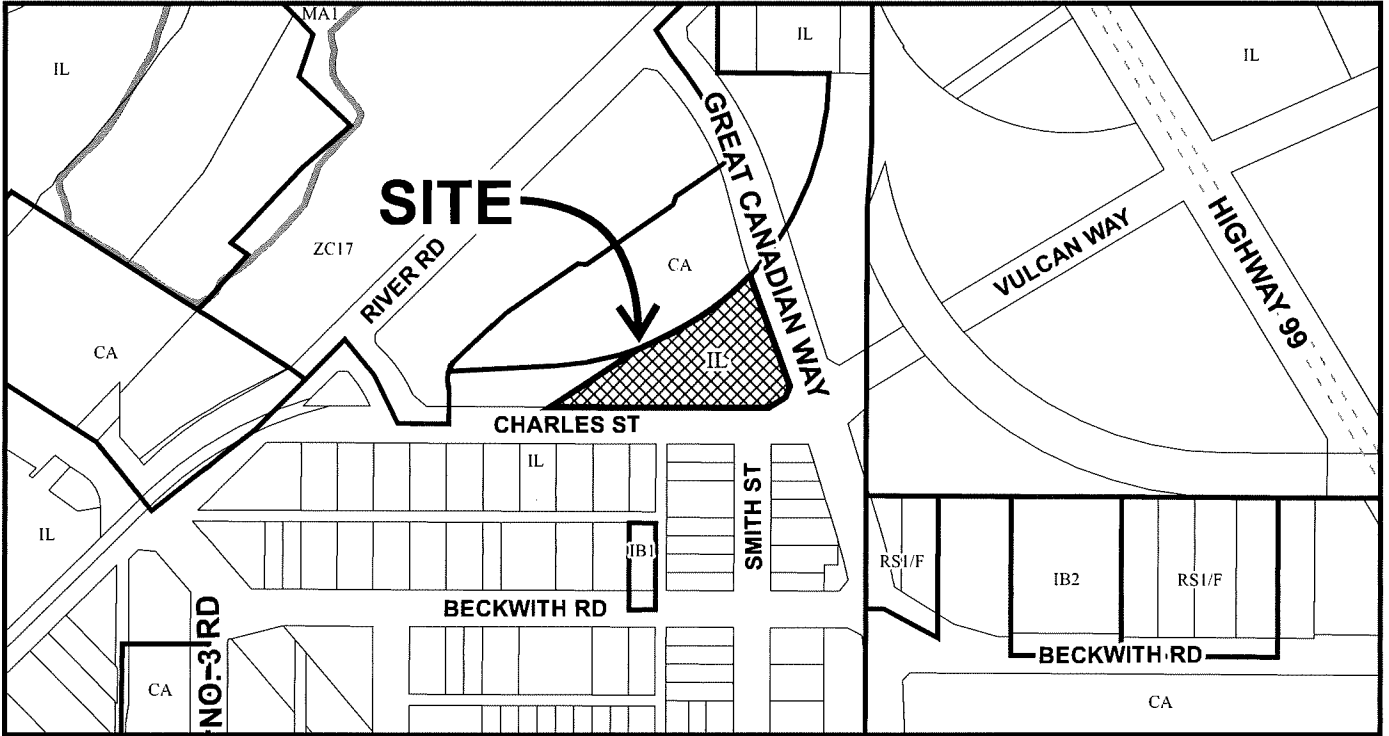 MA1
IL
IL
IL
GREAT CANADIAN WAY
SITE
ZC17
RIVER RD
CA
VULCAN WAY
HIGHWAY 99
CA
IL
CHARLES ST
IL
SMITH ST
IL
IB1
RS1/F
IB2
RS1/F
BECKWITH RD
BECKWITH RD
NO. 3 RD
CA
CA